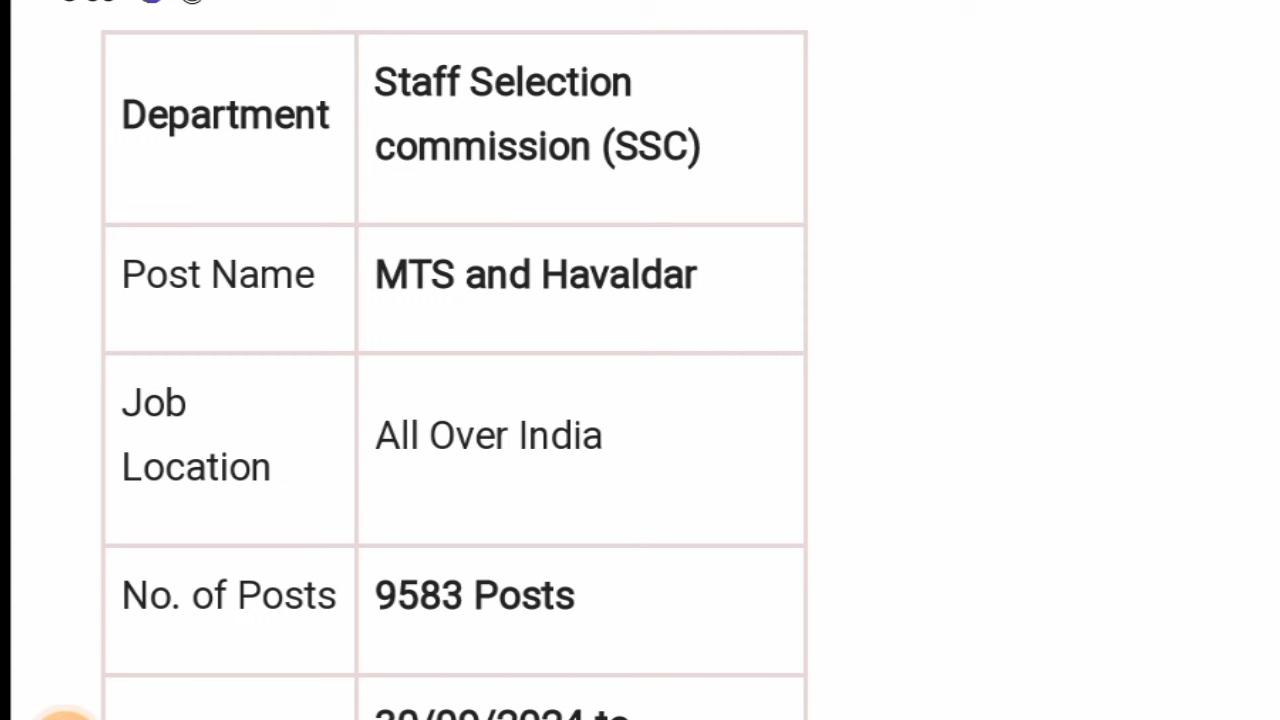 Department
Staff Selection
commission (SSC)
Post Name
MTS and Havaldar
Job
Location
All Over India
No. of Posts
9583 Posts